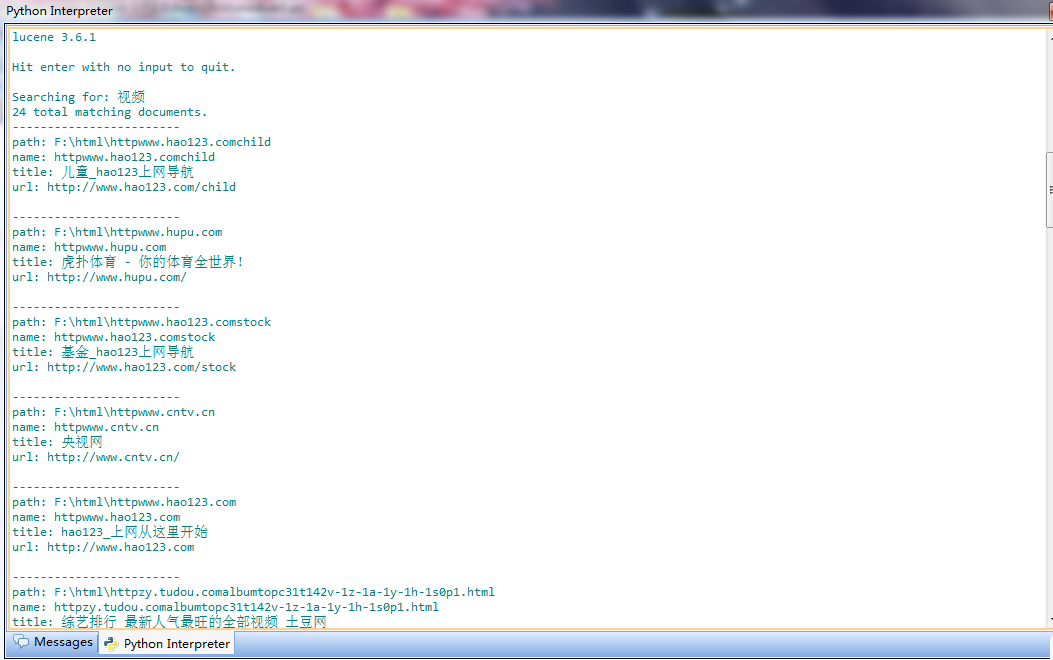 Python Interpreter
lucene 3.6.1
Hit enter with no input to quit.
Searching for: 视频
24 total matching documents.
------------------------
path: F:\html\httpwww.hao123.comchild
name: httpwww.hao123.comchild
title: 儿童_hao123上网导航
url: http://www.hao123.com/child
------------------------
path: F:\html\httpwww.hupu.com
name: httpwww.hupu.com
title: 虎扑体育 - 你的体育全世界!
url: http://www.hupu.com/
------------------------
path: F:\html\httpwww.hao123.comstock
name: httpwww.hao123.comstock
title: 基金_hao123上网导航
url: http://www.hao123.com/stock
------------------------
path: F:\html\httpwww.cntv.cn
name: httpwww.cntv.cn
title: 央视网
url: http://www.cntv.cn/
------------------------
path: F:\html\httpwww.hao123.com
name: httpwww.hao123.com
title: hao123_上网从这里开始
url: http://www.hao123.com
------------------------
path: F:\html\httpzy.tudou.comalbumtopc31t142v-1z-1a-1y-1h-1s0p1.html
name: httpzy.tudou.comalbumtopc31t142v-1z-1a-1y-1h-1s0p1.html
title: 综艺排行 最新人气最旺的全部视频 土豆网
Messages
Python Interpreter